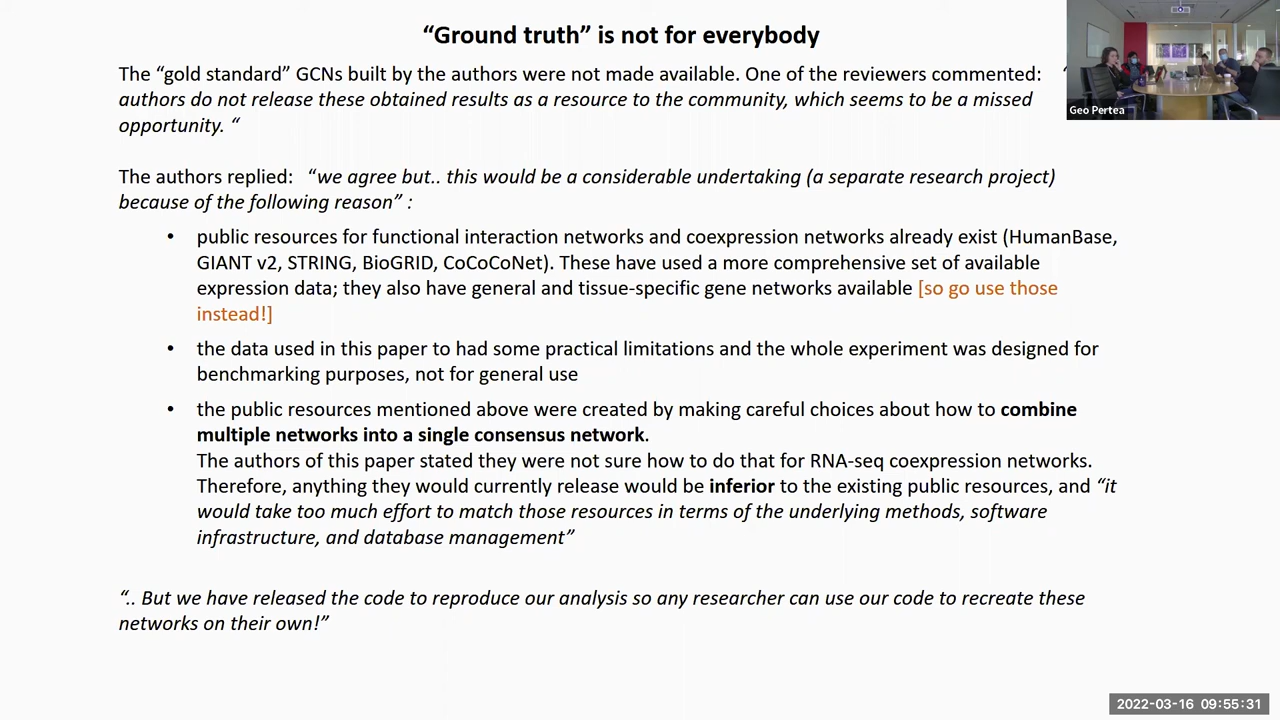 “Ground truth” is not for everybody
The “gold standard” GCNs built by the authors were not made available. One of the reviewers commented: “
authors do not release these obtained results as a resource to the community, which seems to be a missed
opportunity. “
The authors replied: “we agree but.. this would be a considerable undertaking (a separate research project)
because of the following reason” :
• public resources for functional interaction networks and coexpression networks already exist (HumanBase,
GIANT v2, STRING, BioGRID, CoCoCoNet). These have used a more comprehensive set of available
expression data; they also have general and tissue-specific gene networks available [so go use those
instead!]
• the data used in this paper to had some practical limitations and the whole experiment was designed for
benchmarking purposes, not for general use
• the public resources mentioned above were created by making careful choices about how to combine
multiple networks into a single consensus network.
The authors of this paper stated they were not sure how to do that for RNA-seq coexpression networks.
Therefore, anything they would currently release would be inferior to the existing public resources, and “it
would take too much effort to match those resources in terms of the underlying methods, software
infrastructure, and database management”
“.. But we have released the code to reproduce our analysis so any researcher can use our code to recreate these
networks on their own!”
Geo Pertea
2022-03-16 09:55:31